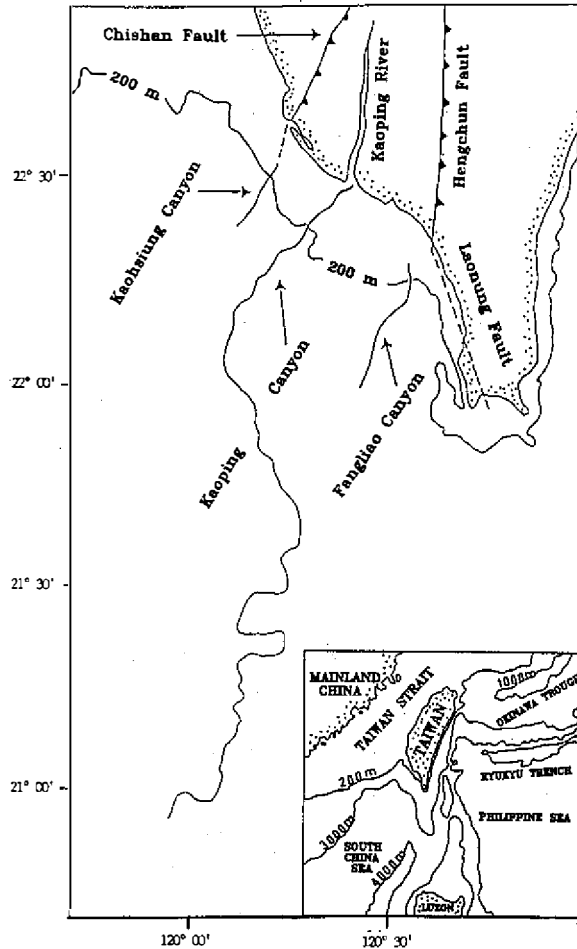 Chishan Fault
200 m
Kaoping River
Hengchun Fault
22° 30'
Kaohsiung Canyon
200 m
Laonung Fault
22° 00'
Kaoping Canyon
Fangliao Canyon
21° 30'
21° 00'
120° 00'
120° 30'
MAINLAND
CHINA
TAIWAN STRAIT
TAIWAN
1000m
OKINAWA TROUGH
200m
RYUKYU TRENCH
3000m
PHILIPPINE SEA
SOUTH
CHINA
SEA
4000m
LUZON